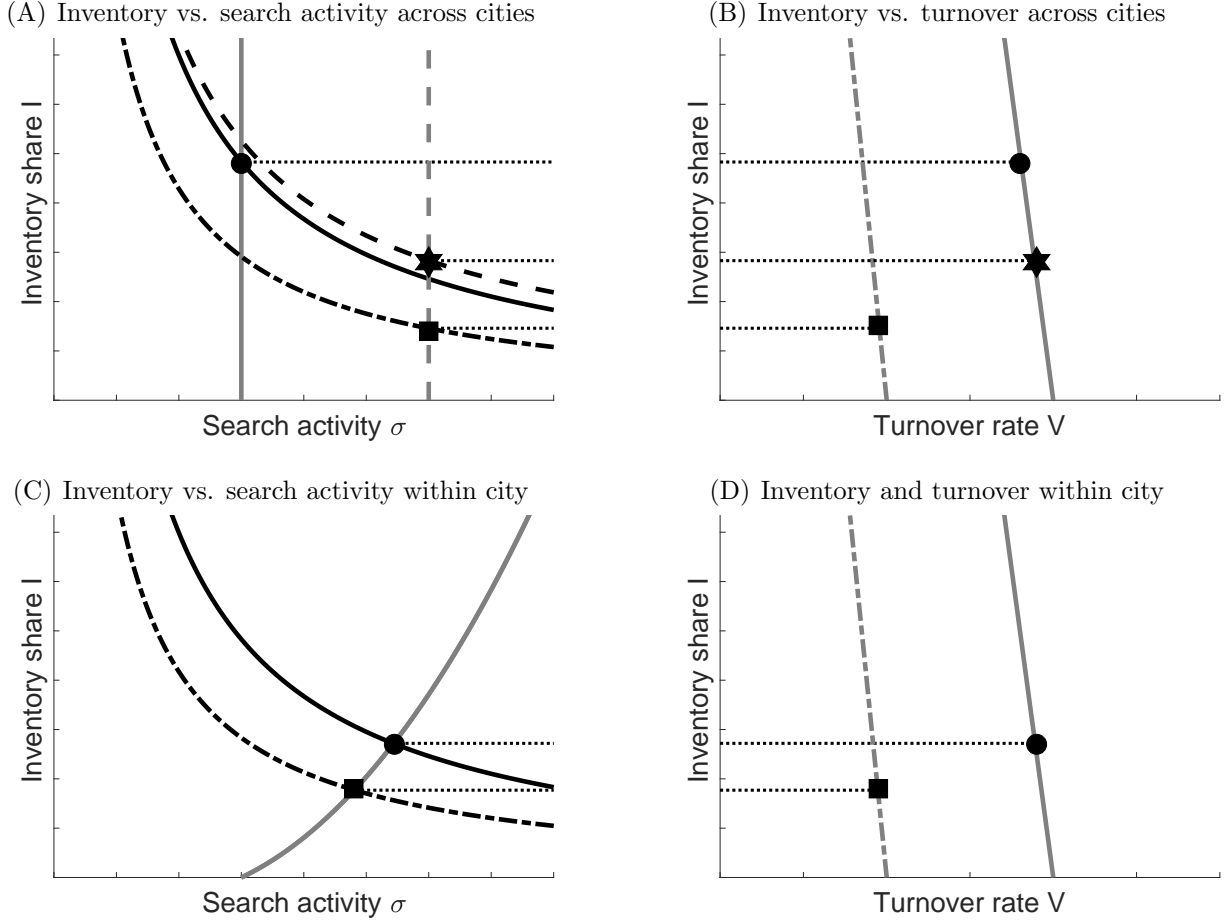 (A) Inventory vs. search activity across cities
Inventory share I
Search activity σ
(B) Inventory vs. turnover across cities
Inventory share I
Turnover rate V
(C) Inventory vs. search activity within city
Inventory share I
Search activity σ
(D) Inventory and turnover within city
Inventory share I
Turnover rate V